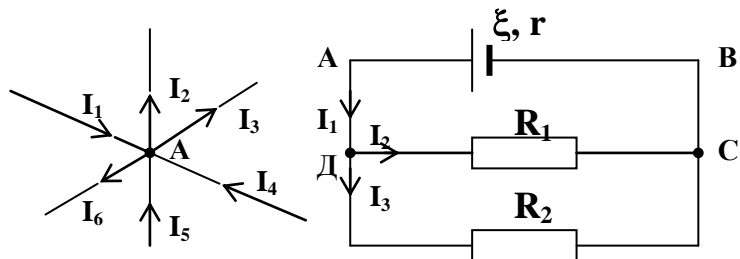 I₁
I₂
I₃
A
I₄
I₅
I₆
ξ, r
А
В
I₁
I₂
R₁
Д
С
I₃
R₂